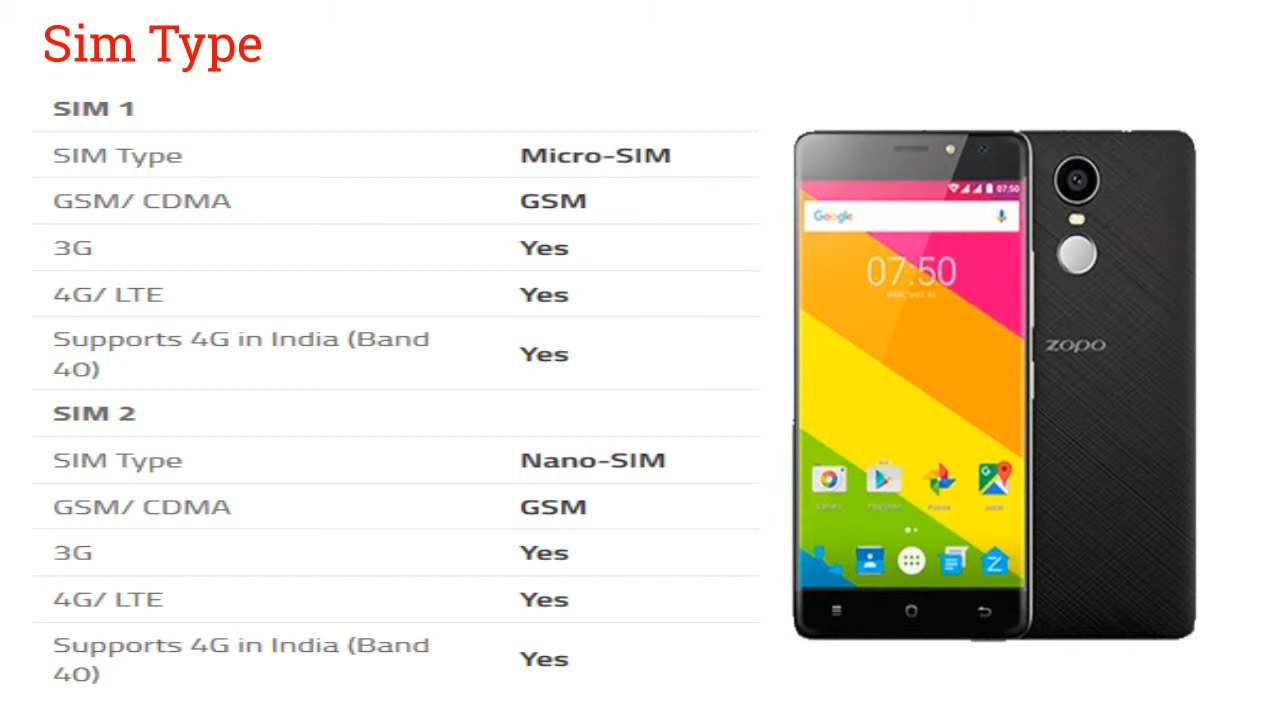 Sim Type
SIM 1
SIM Type Micro-SIM
GSM/ CDMA GSM
3G Yes
4G/ LTE Yes
Supports 4G in India (Band
40) Yes
SIM 2
SIM Type Nano-SIM
GSM/ CDMA GSM
3G Yes
4G/ LTE Yes
Supports 4G in India (Band
40) Yes
07:50
Google
07:50
ZOPO